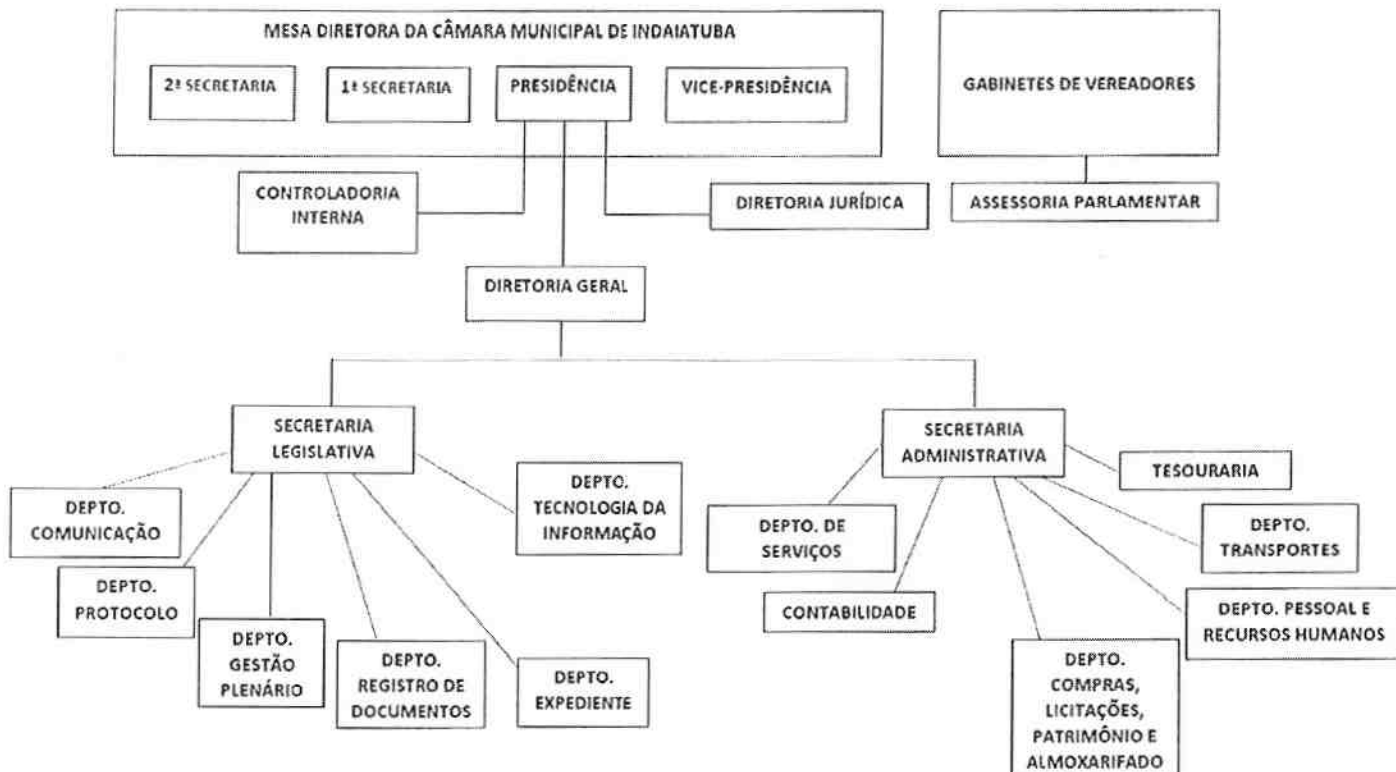 MESA DIRETORA DA CÂMARA MUNICIPAL DE INDAIATUBA
2ª SECRETARIA
1ª SECRETARIA
PRESIDÊNCIA
VICE-PRESIDÊNCIA
GABINETES DE VEREADORES
CONTROLADORIA
INTERNA
DIRETORIA JURÍDICA
ASSESSORIA PARLAMENTAR
DIRETORIA GERAL
SECRETARIA
LEGISLATIVA
SECRETARIA
ADMINISTRATIVA
DEPTO.
COMUNICAÇÃO
DEPTO.
PROTOCOLO
DEPTO.
GESTÃO
PLENÁRIO
DEPTO.
REGISTRO DE
DOCUMENTOS
DEPTO.
EXPEDIENTE
DEPTO.
TECNOLOGIA DA
INFORMAÇÃO
DEPTO. DE
SERVIÇOS
CONTABILIDADE
DEPTO.
COMPRAS,
LICITAÇÕES,
PATRIMÔNIO E
ALMOXARIFADO
DEPTO. PESSOAL E
RECURSOS HUMANOS
DEPTO.
TRANSPORTES
TESOURARIA